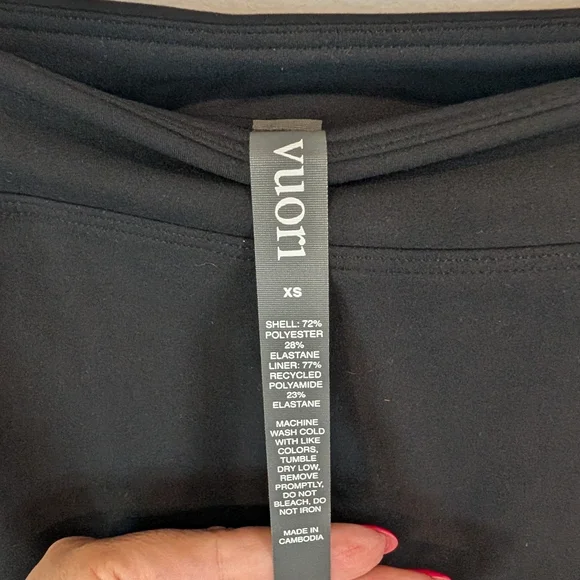 vuori
XS
SHELL: 72%
POLYESTER
28%
ELASTANE
LINER: 77%
RECYCLED
POLYAMIDE
23%
ELASTANE
MACHINE
WASH COLD
WITH LIKE
COLORS,
TUMBLE
DRY LOW,
REMOVE
PROMPTLY,
DO NOT
BLEACH, DO
NOT IRON
MADE IN
CAMBODIA